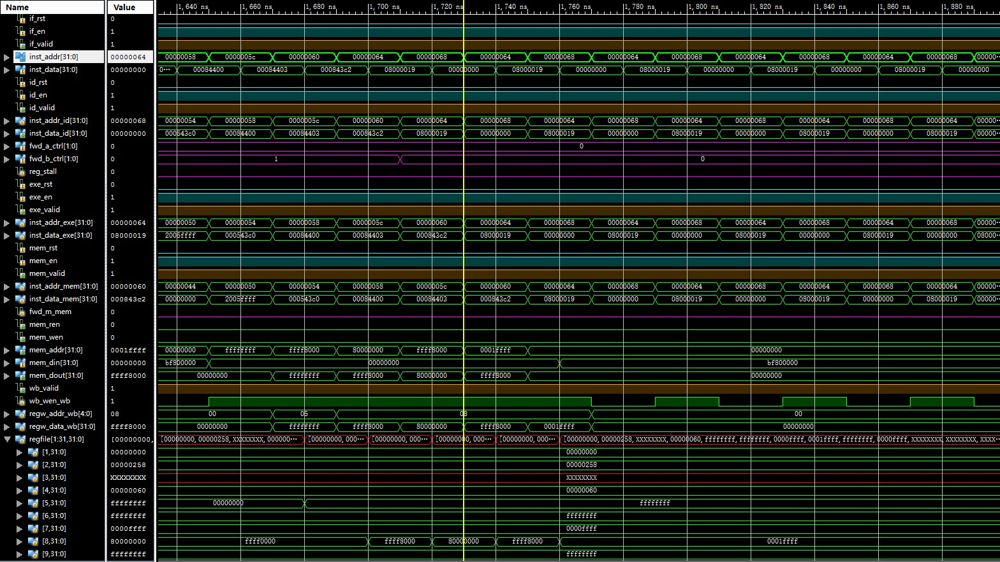 Name Value 1,640 ns 1,660 ns 1,680 ns 1,700 ns 1,720 ns 1,740 ns 1,760 ns 1,780 ns 1,800 ns 1,820 ns 1,840 ns 1,860 ns 1,880 ns
if_rst 0
if_en 1
if_valid 1
inst_addr[31:0] 00000064 00000058 0000005c 00000060 00000064 00000068 00000064 00000068 00000064 00000068 00000064 00000068 00000064 00000068 00000064 00000···
inst_data[31:0] 00000000 0··· 00084400 00084403 000843c2 08000019 00000000 08000019 00000000 08000019 00000000 08000019 00000000 08000019 00000000
id_rst 0
id_en 1
id_valid 1
inst_addr_id[31:0] 00000068 00000054 00000058 0000005c 00000060 00000064 00000068 00000064 00000068 00000064 00000068 00000064 00000068 00000064 00000···
inst_data_id[31:0] 00000000 000543c0 00084400 00084403 000843c2 08000019 00000000 08000019 00000000 08000019 00000000 08000019 00000000 08000019 00000···
fwd_a_ctrl[1:0] 0 0
fwd_b_ctrl[1:0] 0 1 0
reg_stall 0
exe_rst 0
exe_en 1
exe_valid 1
inst_addr_exe[31:0] 00000064 00000050 00000054 00000058 0000005c 00000060 00000064 00000068 00000064 00000068 00000064 00000068 00000064 00000068 00000···
inst_data_exe[31:0] 08000019 2005ffff 000543c0 00084400 00084403 000843c2 08000019 00000000 08000019 00000000 08000019 00000000 08000019 00000000 08000···
mem_rst 0
mem_en 1
mem_valid 1
inst_addr_mem[31:0] 00000060 00000044 00000050 00000054 00000058 0000005c 00000060 00000064 00000068 00000064 00000068 00000064 00000068 00000064 00000···
inst_data_mem[31:0] 000843c2 00000000 2005ffff 000543c0 00084400 00084403 000843c2 08000019 00000000 08000019 00000000 08000019 00000000 08000019 00000···
fwd_m_mem 0
mem_ren 0
mem_wen 0
mem_addr[31:0] 0001ffff 00000000 ffffffff ffff8000 80000000 ffff8000 0001ffff 00000000
mem_din[31:0] 00000000 bf800000 00000000 bf800000
mem_dout[31:0] ffff8000 00000000 ffffffff ffff8000 80000000 ffff8000 00000000
wb_valid 1
wb_wen_wb 1
regw_addr_wb[4:0] 08 00 05 08 00
regw_data_wb[31:0] ffff8000 00000000 ffffffff ffff8000 80000000 ffff8000 0001ffff 00000000
regfile[1:31,31:0] [00000000, [00000000, 00000258, XXXXXXXX, 000000··· [00000000, 000··· [00000000, 000··· [00000000, 000··· [00000000, 000··· [00000000, 00000258, XXXXXXXX, 00000060, ffffffff, ffffffff, 0000ffff, 0001ffff, ffffffff, 0000ffff, XXXXXXXX, XXXXXXXX, XXXX···
[1,31:0] 00000000 00000000
[2,31:0] 00000258 00000258
[3,31:0] XXXXXXXX XXXXXXXX
[4,31:0] 00000060 00000060
[5,31:0] ffffffff 00000000 ffffffff
[6,31:0] ffffffff ffffffff
[7,31:0] 0000ffff 0000ffff
[8,31:0] 80000000 ffff0000 ffff8000 80000000 ffff8000 0001ffff
[9,31:0] ffffffff ffffffff